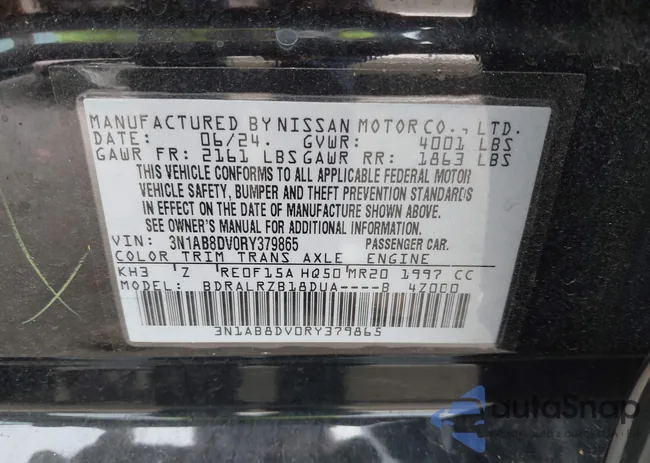 MANUFACTURED BY NISSAN MOTOR CO., LTD.
DATE: 06/24. GVWR: 4001 LBS
GAWR FR: 2161 LBS GAWR RR: 1863 LBS
THIS VEHICLE CONFORMS TO ALL APPLICABLE FEDERAL MOTOR
VEHICLE SAFETY, BUMPER AND THEFT PREVENTION STANDARDS
IN EFFECT ON THE DATE OF MANUFACTURE SHOWN ABOVE.
SEE OWNER'S MANUAL FOR ADDITIONAL INFORMATION.
VIN: 3N1AB8DV0RY379865 PASSENGER CAR.
COLOR TRIM TRANS AXLE ENGINE
KH3 Z RE0F15A HQ50 MR20 1997 CC
MODEL: BDRALRZB18DUA----B 47000
3N1AB8DV0RY379865
autoSnap